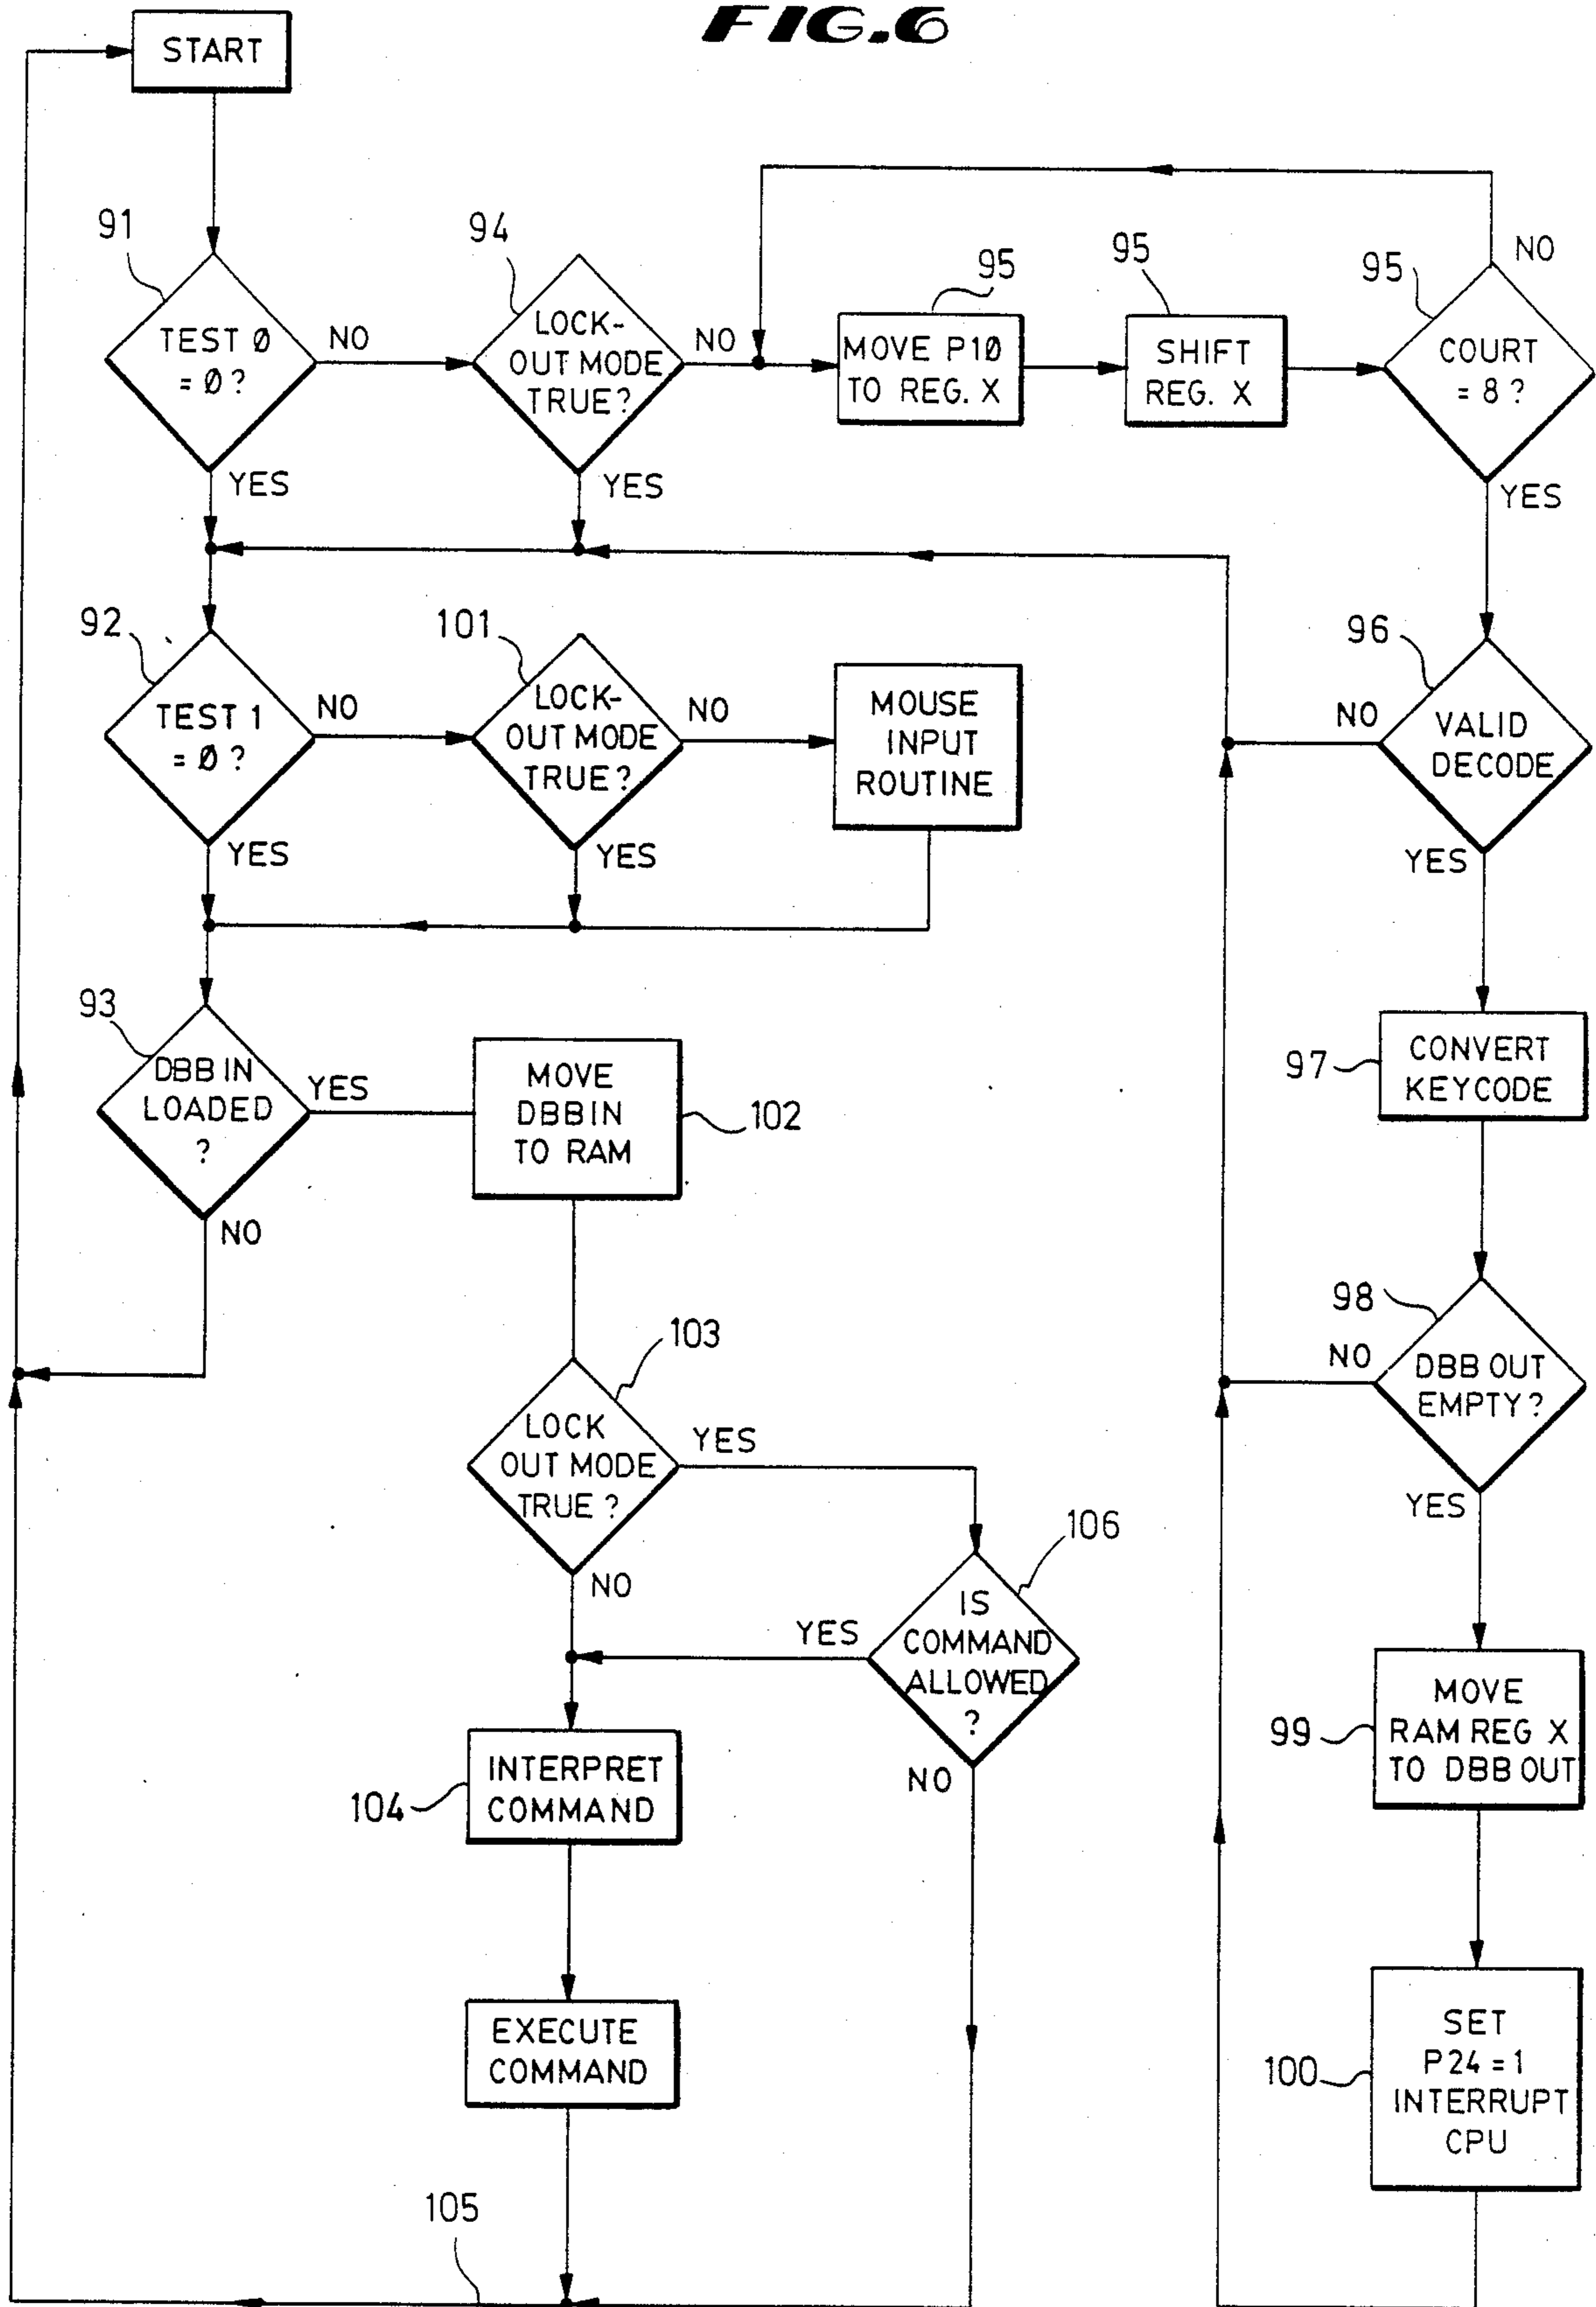 FIG.6
START
91
TEST Ø
= Ø ?
NO
YES
94
LOCK-
OUT MODE
TRUE?
NO
YES
95
MOVE P1Ø
TO REG. X
95
SHIFT
REG. X
95
COURT
= 8 ?
NO
YES
92
TEST 1
= Ø ?
NO
YES
101
LOCK-
OUT MODE
TRUE?
NO
YES
MOUSE
INPUT
ROUTINE
96
VALID
DECODE
NO
YES
93
DBB IN
LOADED
?
YES
NO
MOVE
DBBIN
TO RAM
102
97
CONVERT
KEYCODE
103
LOCK
OUT MODE
TRUE ?
YES
NO
98
DBB OUT
EMPTY?
NO
YES
106
IS
COMMAND
ALLOWED
?
YES
NO
99
MOVE
RAM REG X
TO DBB OUT
104
INTERPRET
COMMAND
EXECUTE
COMMAND
100
SET
P24 = 1
INTERRUPT
CPU
105